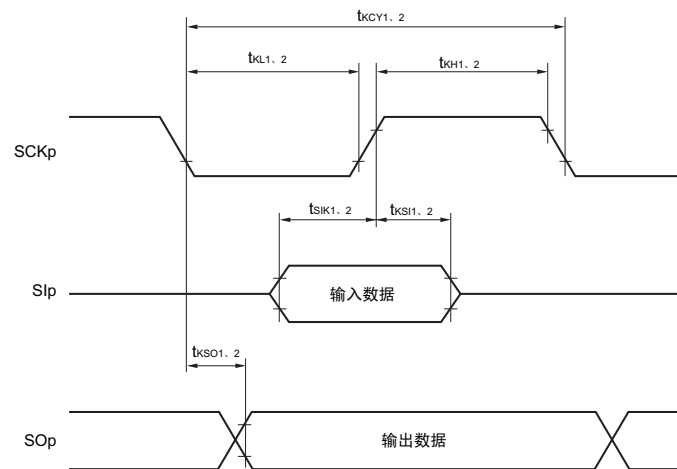 tKCY1、2
tKL1、2
tKH1、2
SCKp
tSIK1、2
tKSI1、2
SIp
输入数据
tKSO1、2
SOp
输出数据